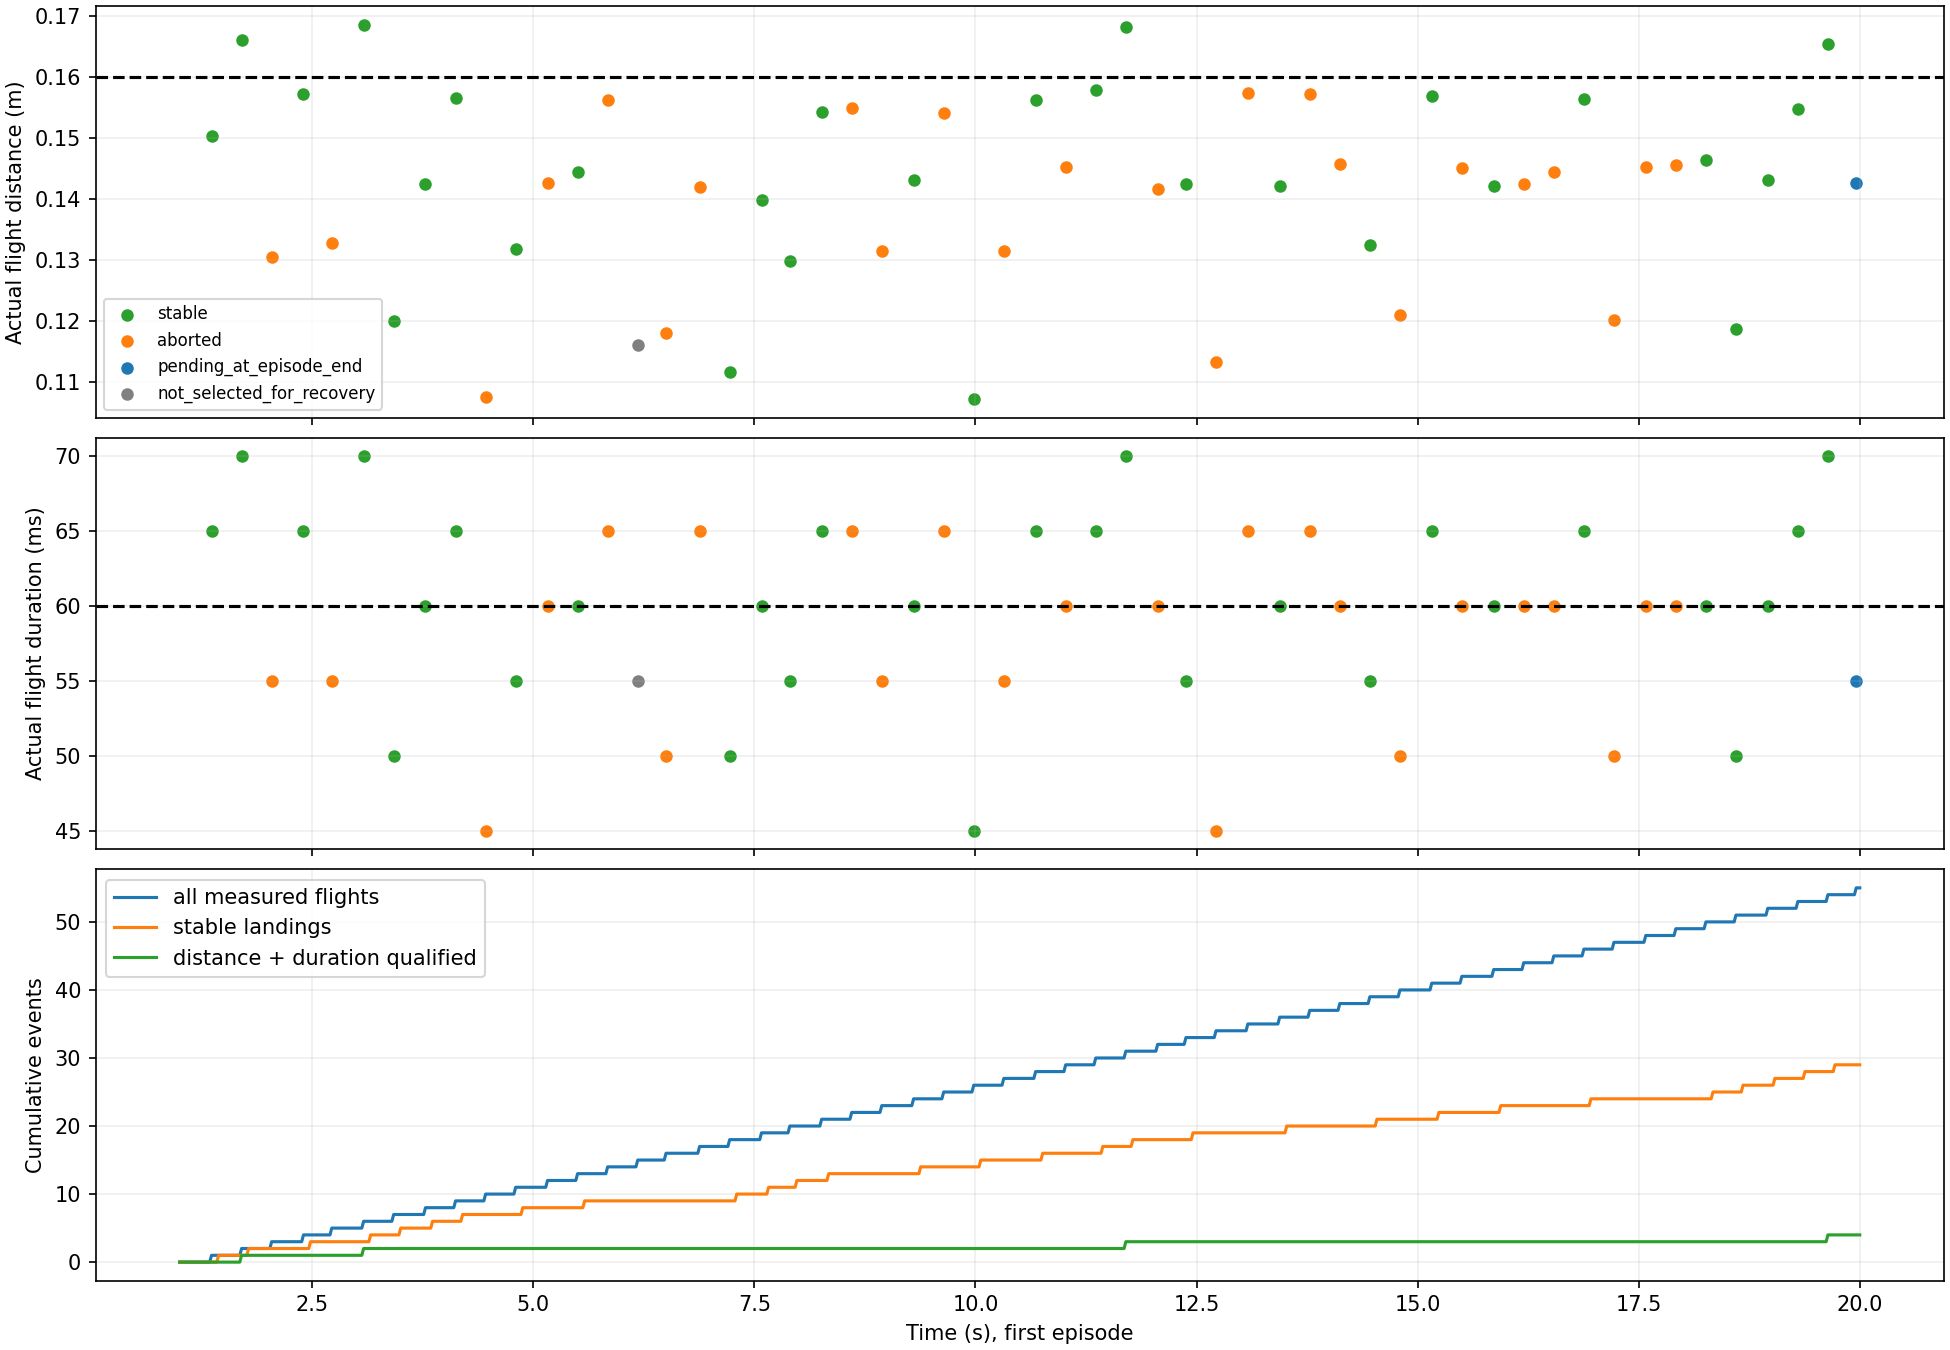 0.17
0.16
0.15
0.14
0.13
0.12
0.11
Actual flight distance (m)
stable
aborted
pending_at_episode_end
not_selected_for_recovery
70
65
60
55
50
45
Actual flight duration (ms)
all measured flights
stable landings
distance + duration qualified
50
40
30
20
10
0
Cumulative events
2.5 5.0 7.5 10.0 12.5 15.0 17.5 20.0
Time (s), first episode